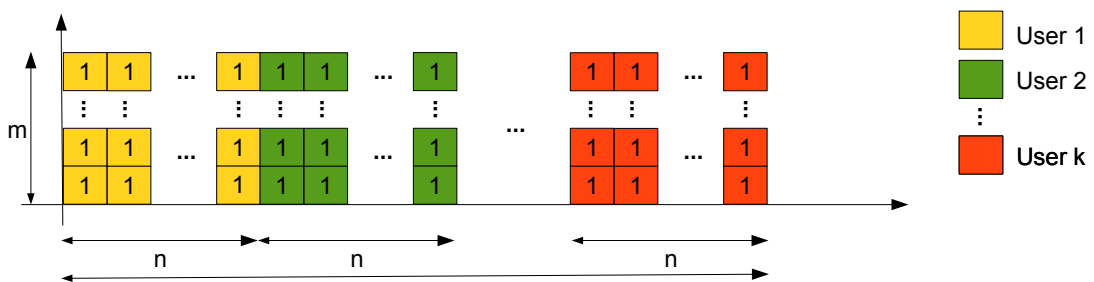 1 1 ... 1 1 1 ... 1 1 1 ... 1
⋮ ⋮ ⋮ ⋮ ⋮ ⋮ ⋮ ⋮ ⋮
...
m
1 1 ... 1 1 1 ... 1 1 1 ... 1
1 1 1 1 1 1 1 1 1
n n n
User 1
User 2
⋮
User k